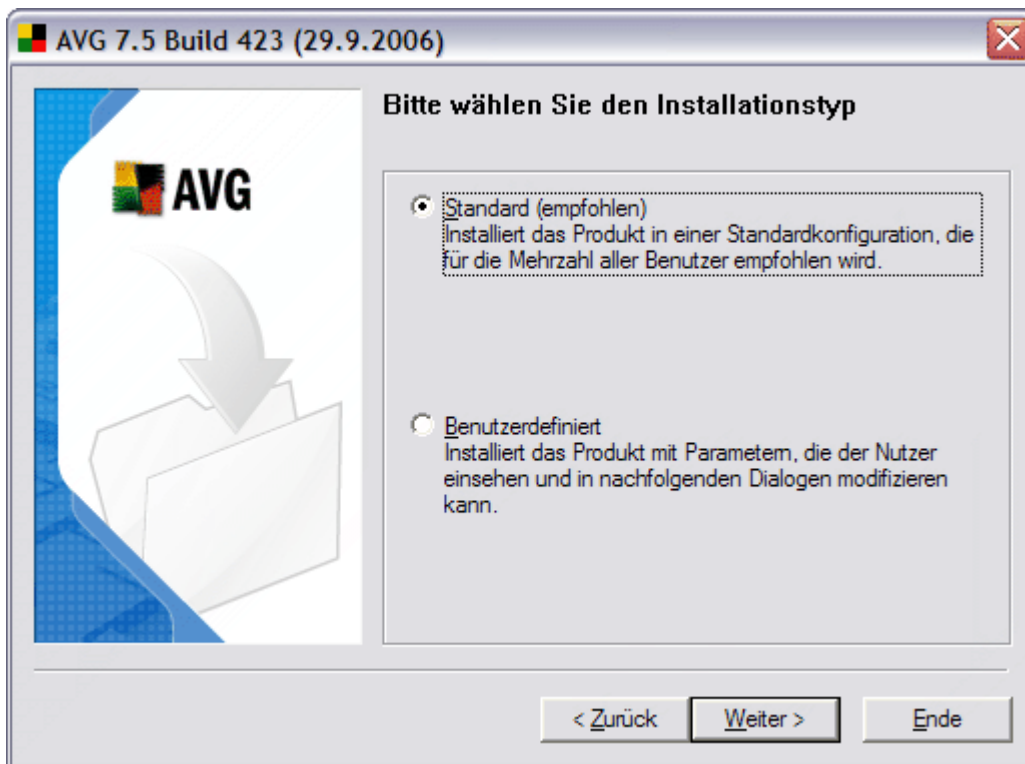 AVG 7.5 Build 423 (29.9.2006)
Bitte wählen Sie den Installationstyp
AVG
Standard (empfohlen)
Installiert das Produkt in einer Standardkonfiguration, die
für die Mehrzahl aller Benutzer empfohlen wird.
Benutzerdefiniert
Installiert das Produkt mit Parametern, die der Nutzer
einsehen und in nachfolgenden Dialogen modifizieren
kann.
< Zurück
Weiter >
Ende